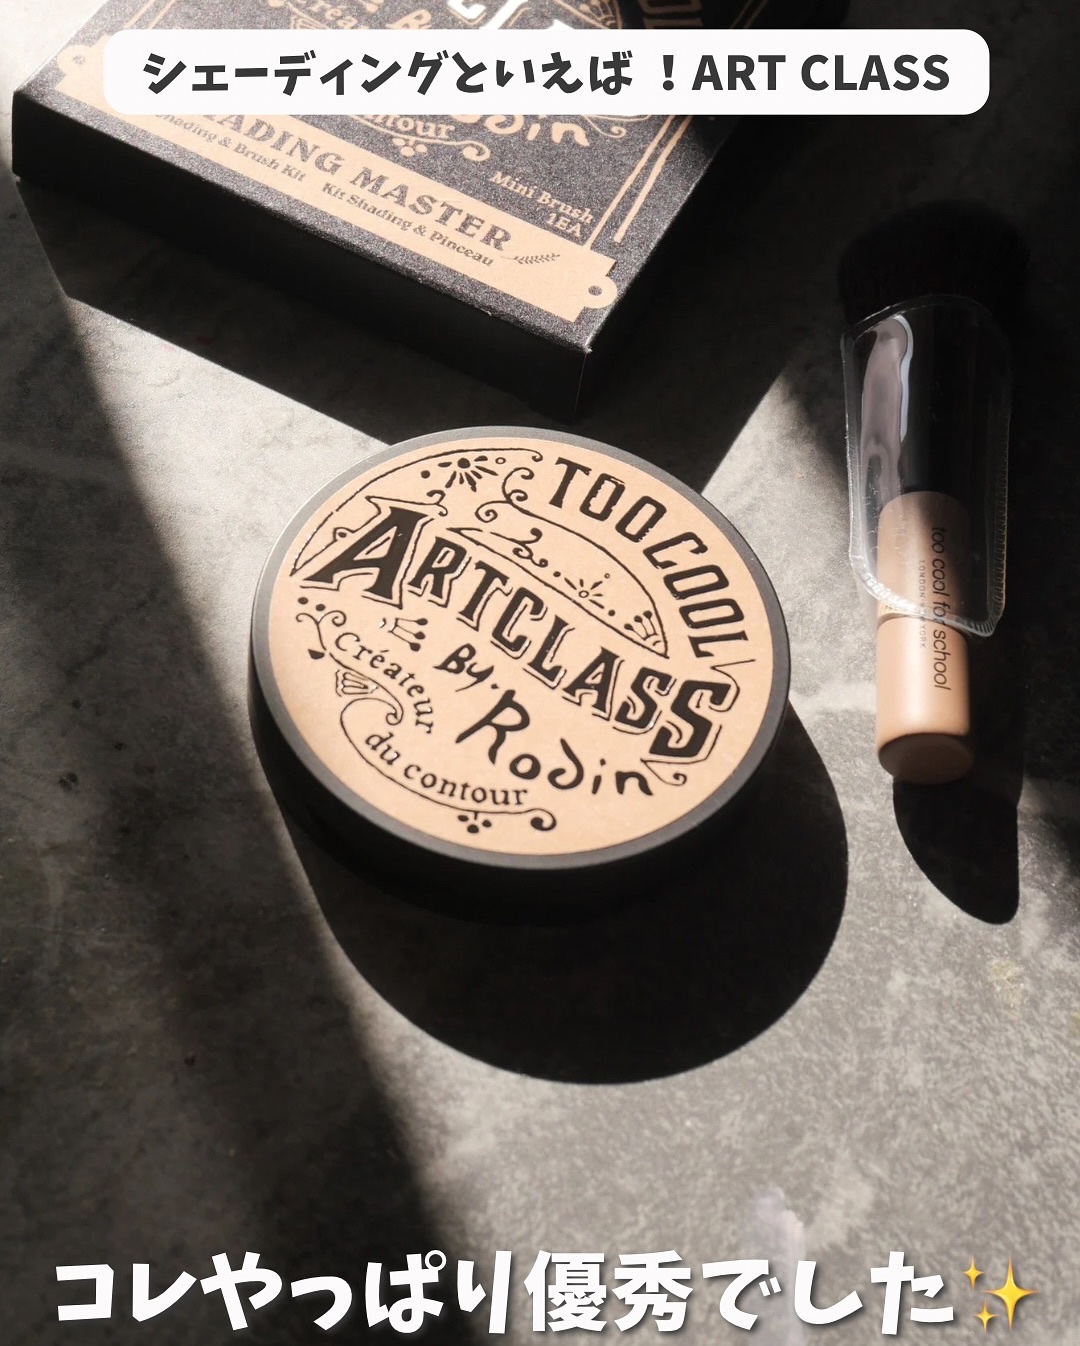 シェーディングといえば ！ART CLASS
contour
Rodin
SHADING MASTER
Shading & Brush Kit
Kit Shading & Pinceau
Mini Brush
1EA
TOO COOL
ARTCLASS
By. Rodin
Créateur
du contour
too cool for school
コレやっぱり優秀でした✨